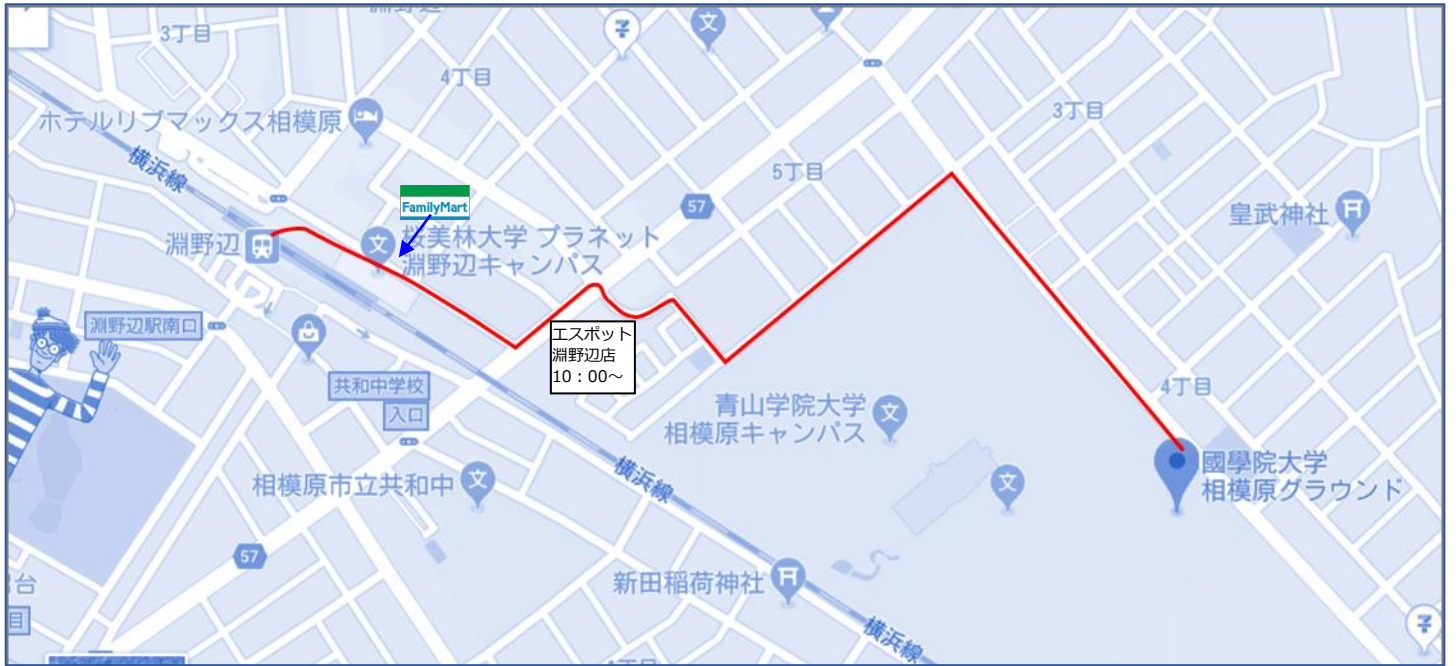 3丁目
4丁目
3丁目
ホテルリブマックス相模原
横浜線
5丁目
FamilyMart
57
皇武神社
淵野辺
桜美林大学 プラネット
淵野辺キャンパス
淵野辺駅南口
エスポット
淵野辺店
10：00～
共和中学校
入口
4丁目
青山学院大学
相模原キャンパス
國學院大学
相模原グラウンド
横浜線
相模原市立共和中
57
新田稲荷神社
横浜線